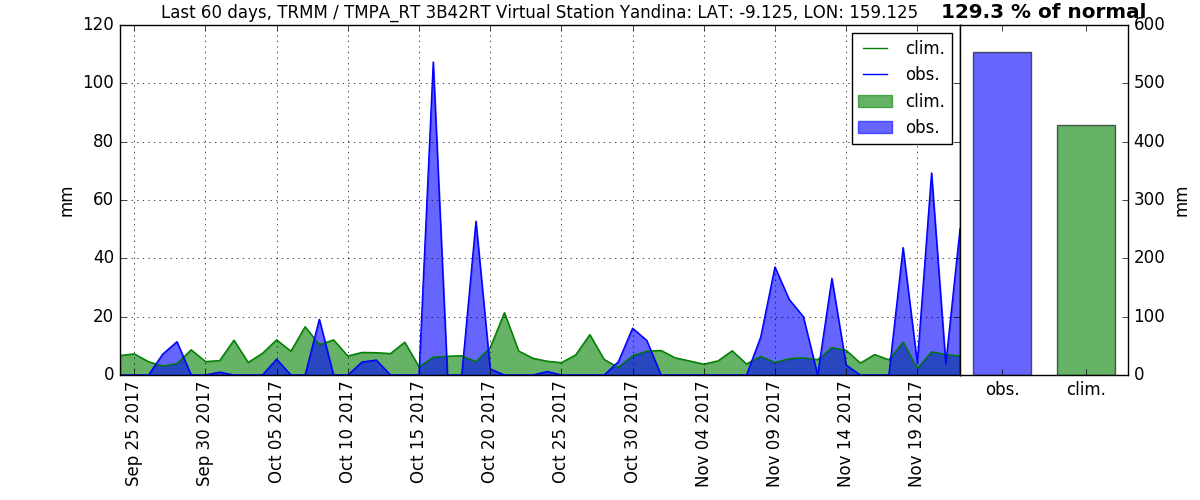 Last 60 days, TRMM / TMPA_RT 3B42RT Virtual Station Yandina: LAT: -9.125, LON: 159.125
129.3 % of normal
120
100
80
60
40
20
0
mm
clim.
obs.
clim.
obs.
600
500
400
300
200
100
0
mm
Sep 25 2017
Sep 30 2017
Oct 05 2017
Oct 10 2017
Oct 15 2017
Oct 20 2017
Oct 25 2017
Oct 30 2017
Nov 04 2017
Nov 09 2017
Nov 14 2017
Nov 19 2017
obs.
clim.